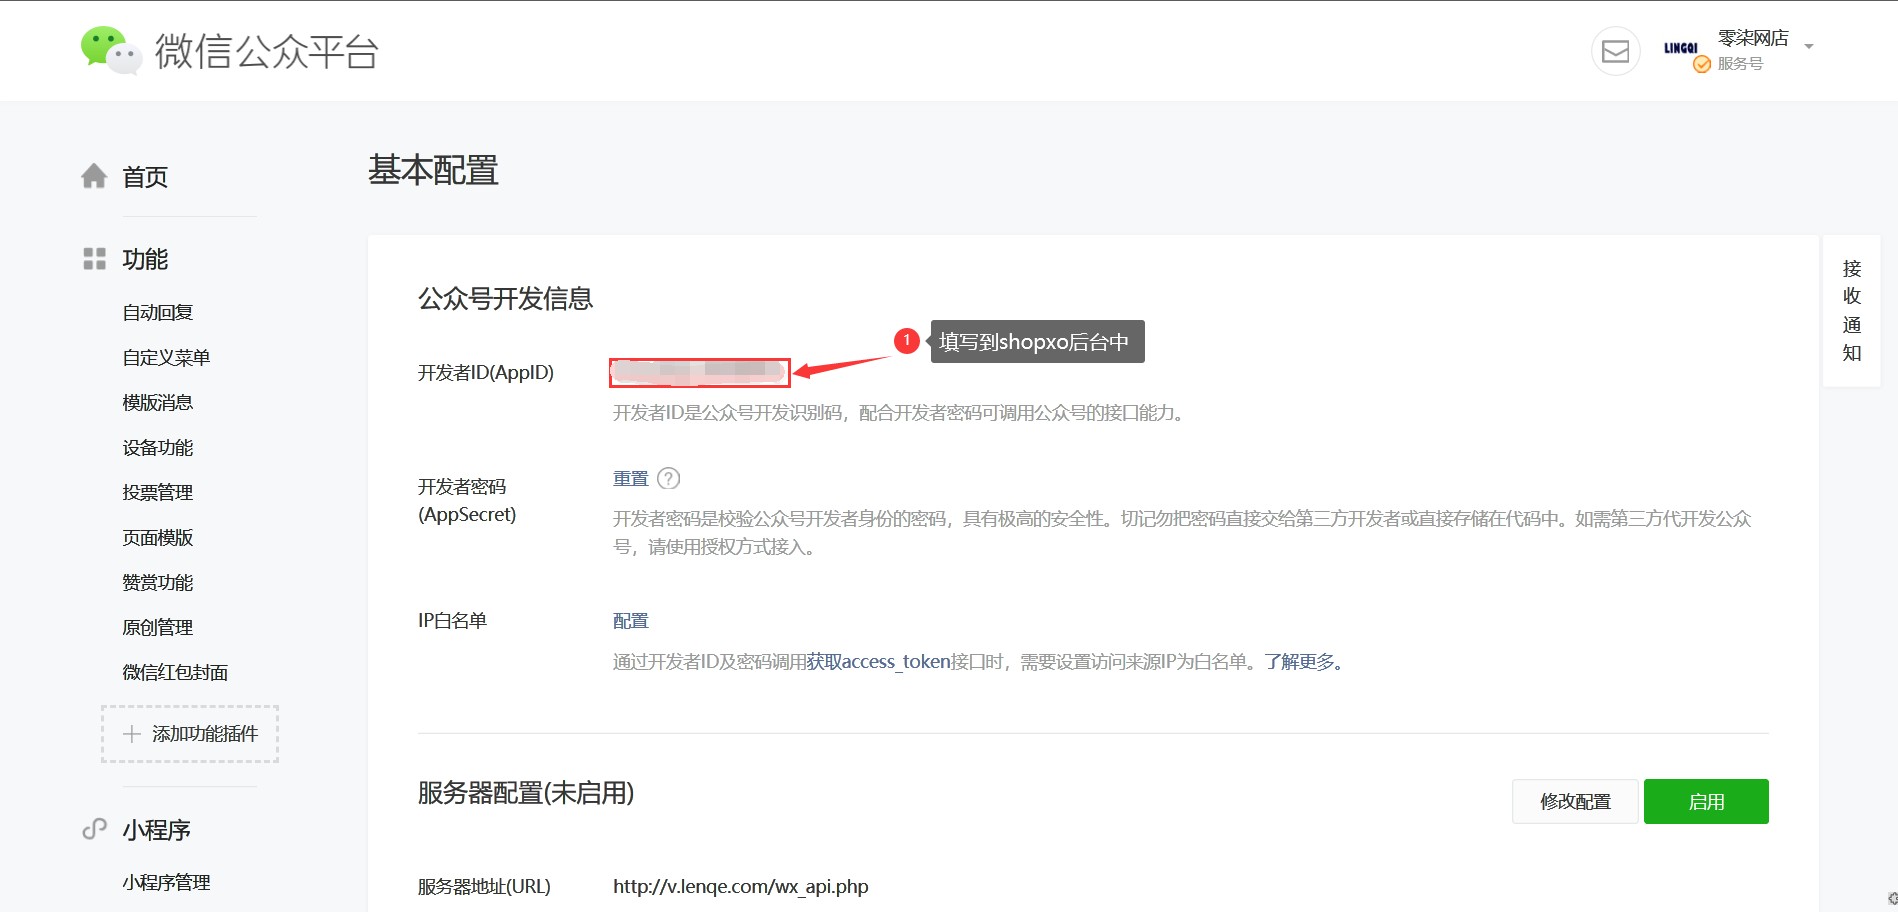 微信公众平台
LINGQI
零柒网店
服务号
首页
功能
自动回复
自定义菜单
模版消息
设备功能
投票管理
页面模版
赞赏功能
原创管理
微信红包封面
添加功能插件
小程序
小程序管理
基本配置
公众号开发信息
1
填写到shopxo后台中
开发者ID(AppID)
开发者ID是公众号开发识别码，配合开发者密码可调用公众号的接口能力。
开发者密码
(AppSecret)
重置 ?
开发者密码是校验公众号开发者身份的密码，具有极高的安全性。切记勿把密码直接交给第三方开发者或直接存储在代码中。如需第三方代开发公众
号，请使用授权方式接入。
IP白名单
配置
通过开发者ID及密码调用获取access_token接口时，需要设置访问来源IP为白名单。了解更多。
服务器配置(未启用)
修改配置
启用
服务器地址(URL)
http://v.lenqe.com/wx_api.php
接
收
通
知